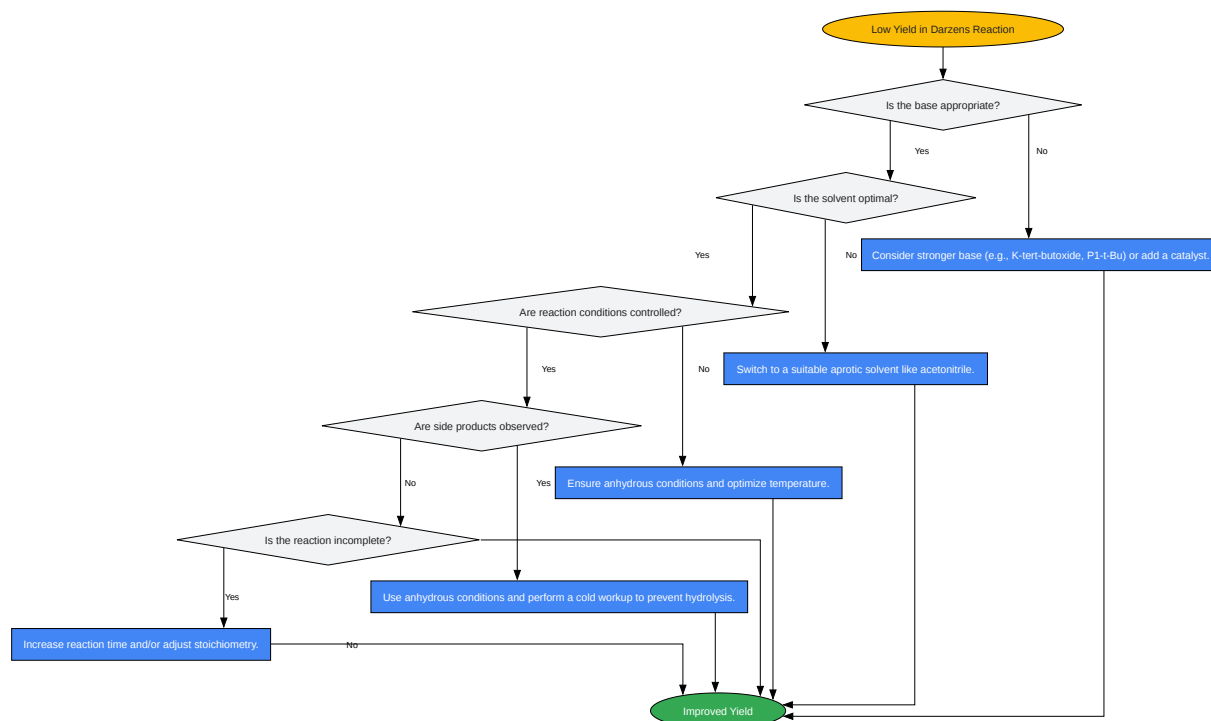 Low Yield in Darzens Reaction
Is the base appropriate?
Yes
No
Is the solvent optimal?
Yes
No
Consider stronger base (e.g., K-tert-butoxide, P1-t-Bu) or add a catalyst.
Are reaction conditions controlled?
Yes
No
Switch to a suitable aprotic solvent like acetonitrile.
Are side products observed?
No
Yes
Ensure anhydrous conditions and optimize temperature.
Is the reaction incomplete?
Yes
Use anhydrous conditions and perform a cold workup to prevent hydrolysis.
Increase reaction time and/or adjust stoichiometry.
No
Improved Yield